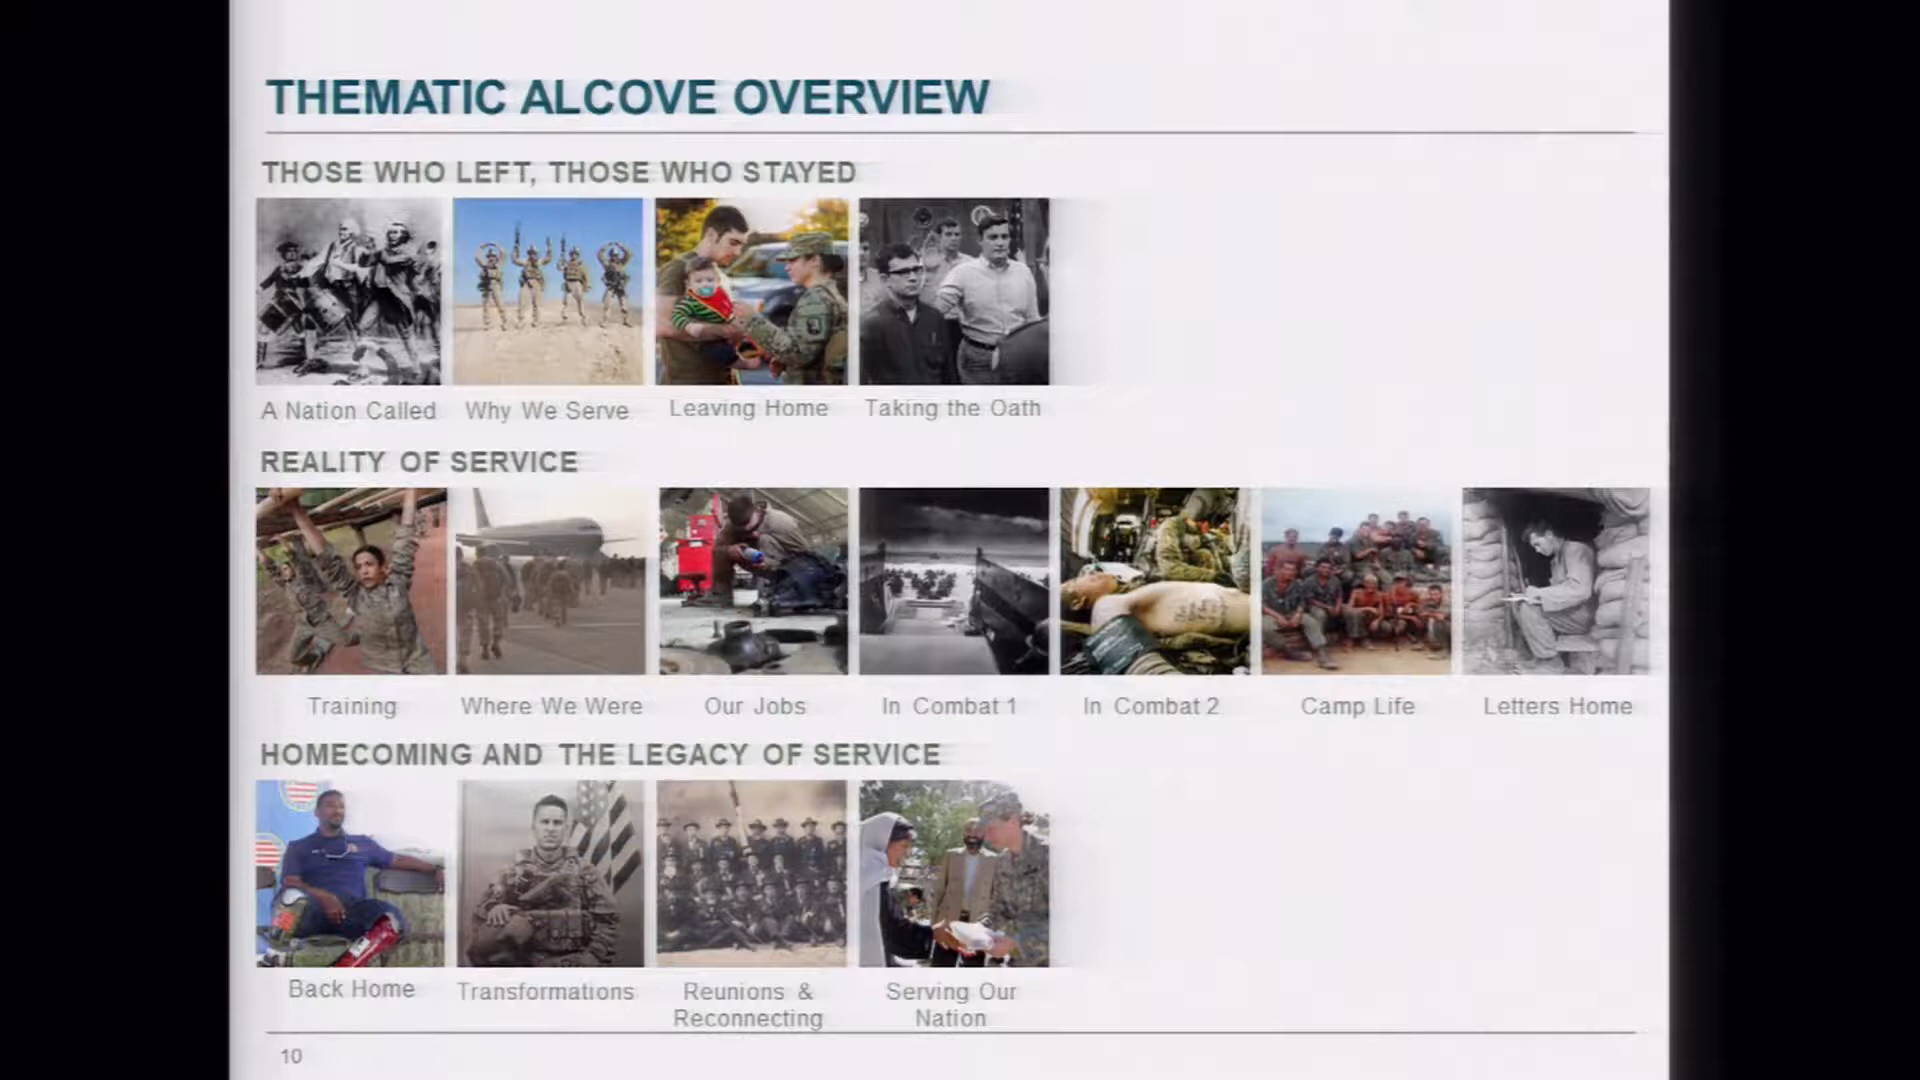 THEMATIC ALCOVE OVERVIEW
THOSE WHO LEFT, THOSE WHO STAYED
A Nation Called
Why We Serve
Leaving Home
Taking the Oath
REALITY OF SERVICE
Training
Where We Were
Our Jobs
In Combat 1
In Combat 2
Camp Life
Letters Home
HOMECOMING AND THE LEGACY OF SERVICE
Back Home
Transformations
Reunions &
Reconnecting
Serving Our
Nation
10